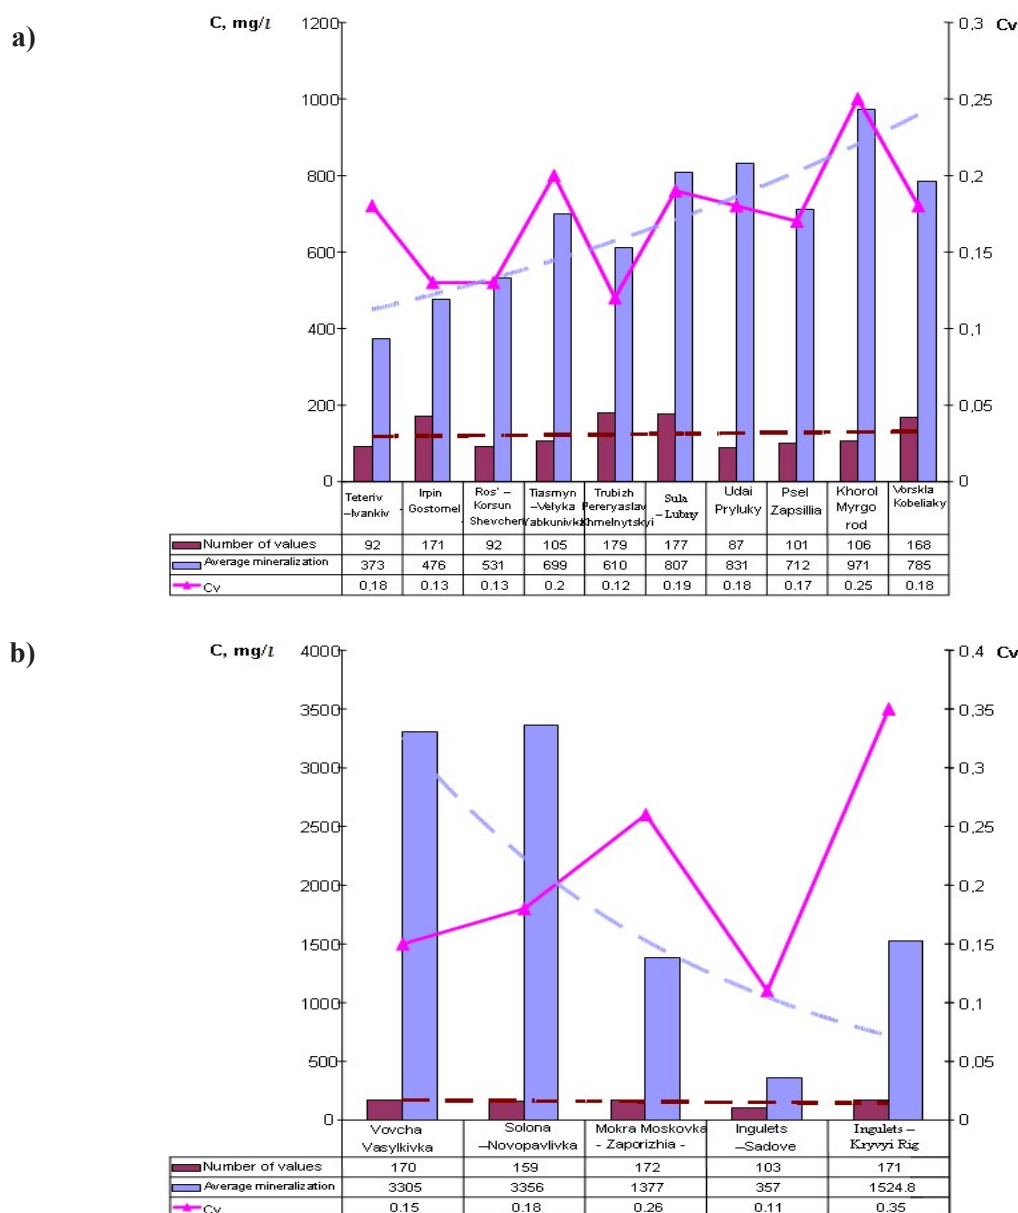 a)
C, mg/l
Cv
1200
1000
800
600
400
200
0
0,3
0,25
0,2
0,15
0,1
0,05
0
Teteriv –Ivankiv
Irpin Gostomel
Ros' – Korsun Shevchen
Tiasmyn –Velyka Yabkunivka
Trubizh Pereryaslav Khmelnytskyi
Sula – Lubny
Udai Pryluky
Psel Zapsillia
Khorol Myrgo rod
Vorskla Kobeliaky
Number of values 92 171 92 105 179 177 87 101 106 168
Average mineralization 373 476 531 699 610 807 831 712 971 785
Cv 0.18 0.13 0.13 0.2 0.12 0.19 0.18 0.17 0.25 0.18
b)
C, mg/l
Cv
4000
3500
3000
2500
2000
1500
1000
500
0
0,4
0,35
0,3
0,25
0,2
0,15
0,1
0,05
0
Vovcha Vasylkivka
Solona –Novopavlivka
Mokra Moskovka - Zaporizhia -
Ingulets –Sadove
Ingulets – Kryvyi Rig
Number of values 170 159 172 103 171
Average mineralization 3305 3356 1377 357 1524.8
Cv 0.15 0.18 0.26 0.11 0.35